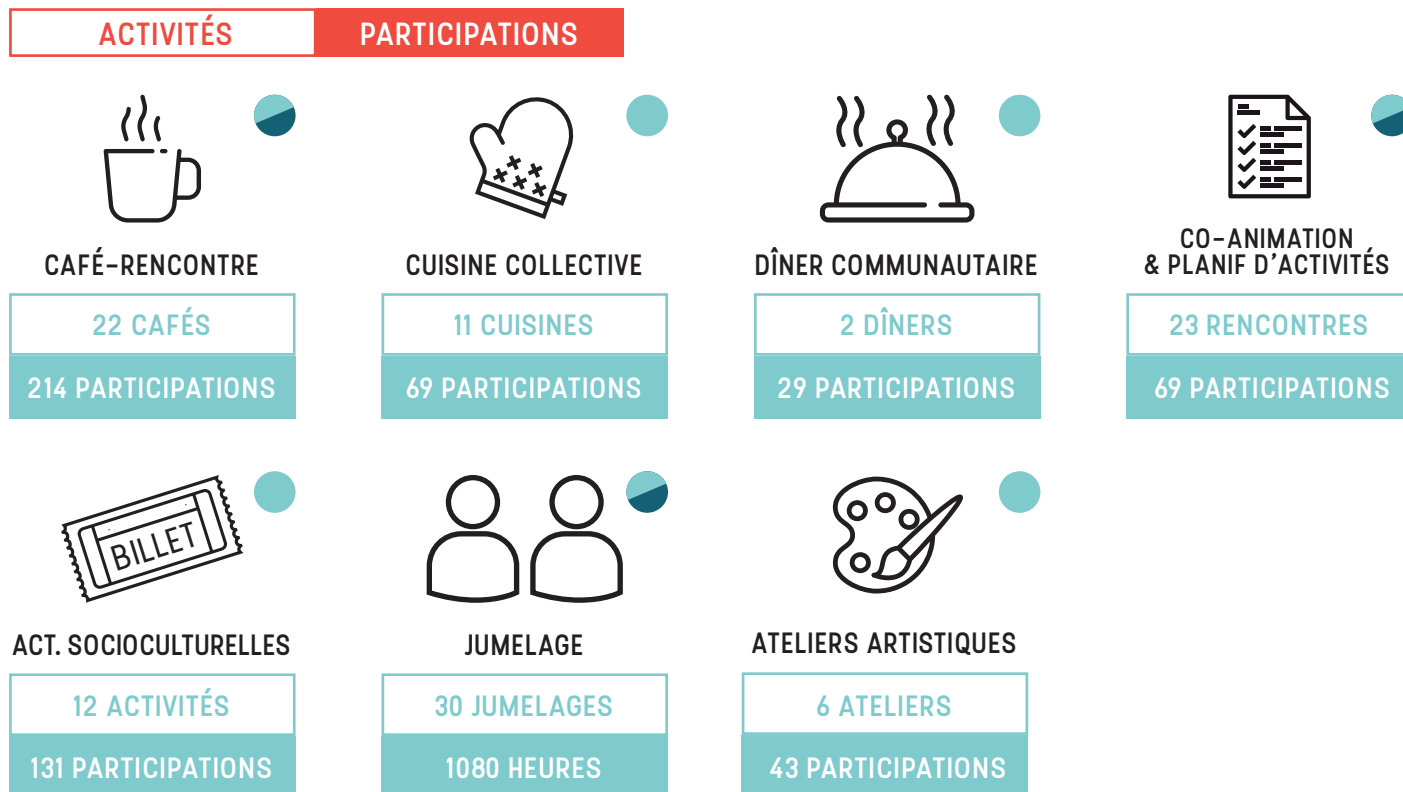 ACTIVITÉS
PARTICIPATIONS
CAFÉ-RENCONTRE
22 CAFÉS
214 PARTICIPATIONS
CUISINE COLLECTIVE
11 CUISINES
69 PARTICIPATIONS
DÎNER COMMUNAUTAIRE
2 DÎNERS
29 PARTICIPATIONS
CO-ANIMATION
& PLANIF D'ACTIVITÉS
23 RENCONTRES
69 PARTICIPATIONS
BILLET
ACT. SOCIOCULTURELLES
12 ACTIVITÉS
131 PARTICIPATIONS
JUMELAGE
30 JUMELAGES
1080 HEURES
ATELIERS ARTISTIQUES
6 ATELIERS
43 PARTICIPATIONS